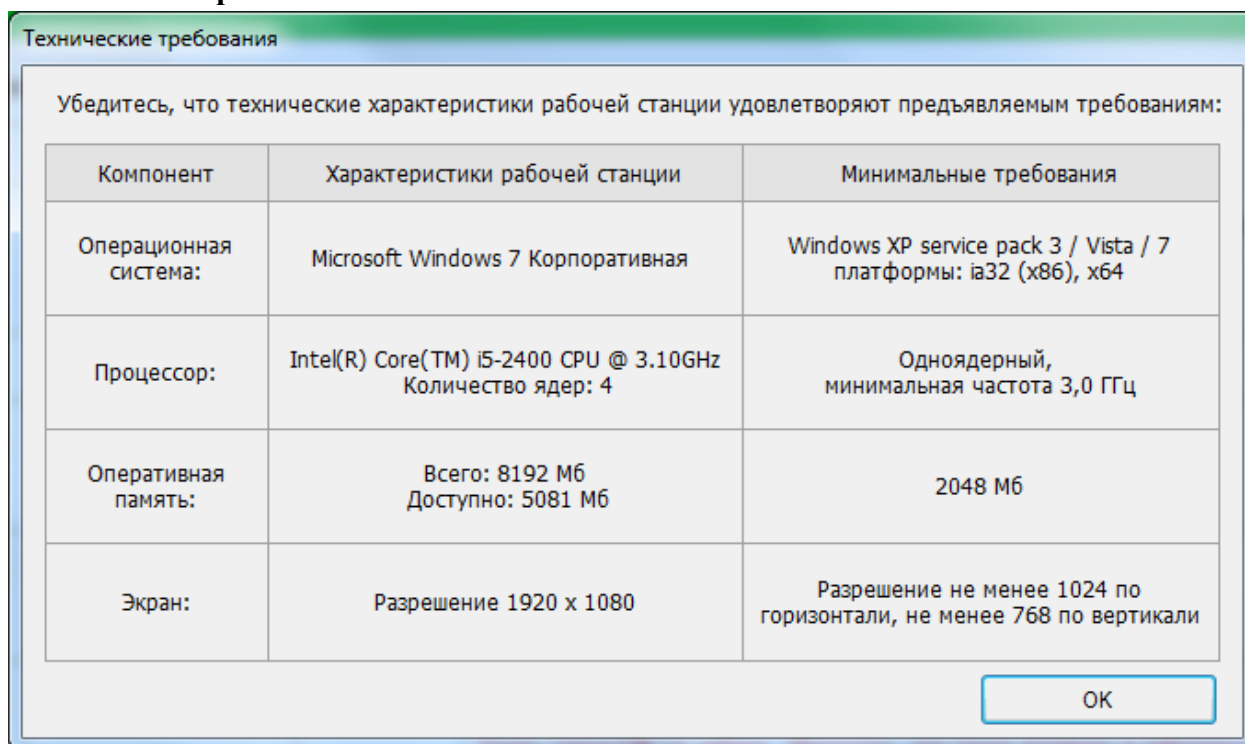 Технические требования
Убедитесь, что технические характеристики рабочей станции удовлетворяют предъявляемым требованиям:
Компонент
Характеристики рабочей станции
Минимальные требования
Операционная
система:
Microsoft Windows 7 Корпоративная
Windows XP service pack 3 / Vista / 7
платформы: ia32 (x86), x64
Процессор:
Intel(R) Core(TM) i5-2400 CPU @ 3.10GHz
Количество ядер: 4
Одноядерный,
минимальная частота 3,0 ГГц
Оперативная
память:
Всего: 8192 Мб
Доступно: 5081 Мб
2048 Мб
Экран:
Разрешение 1920 x 1080
Разрешение не менее 1024 по
горизонтали, не менее 768 по вертикали
OK